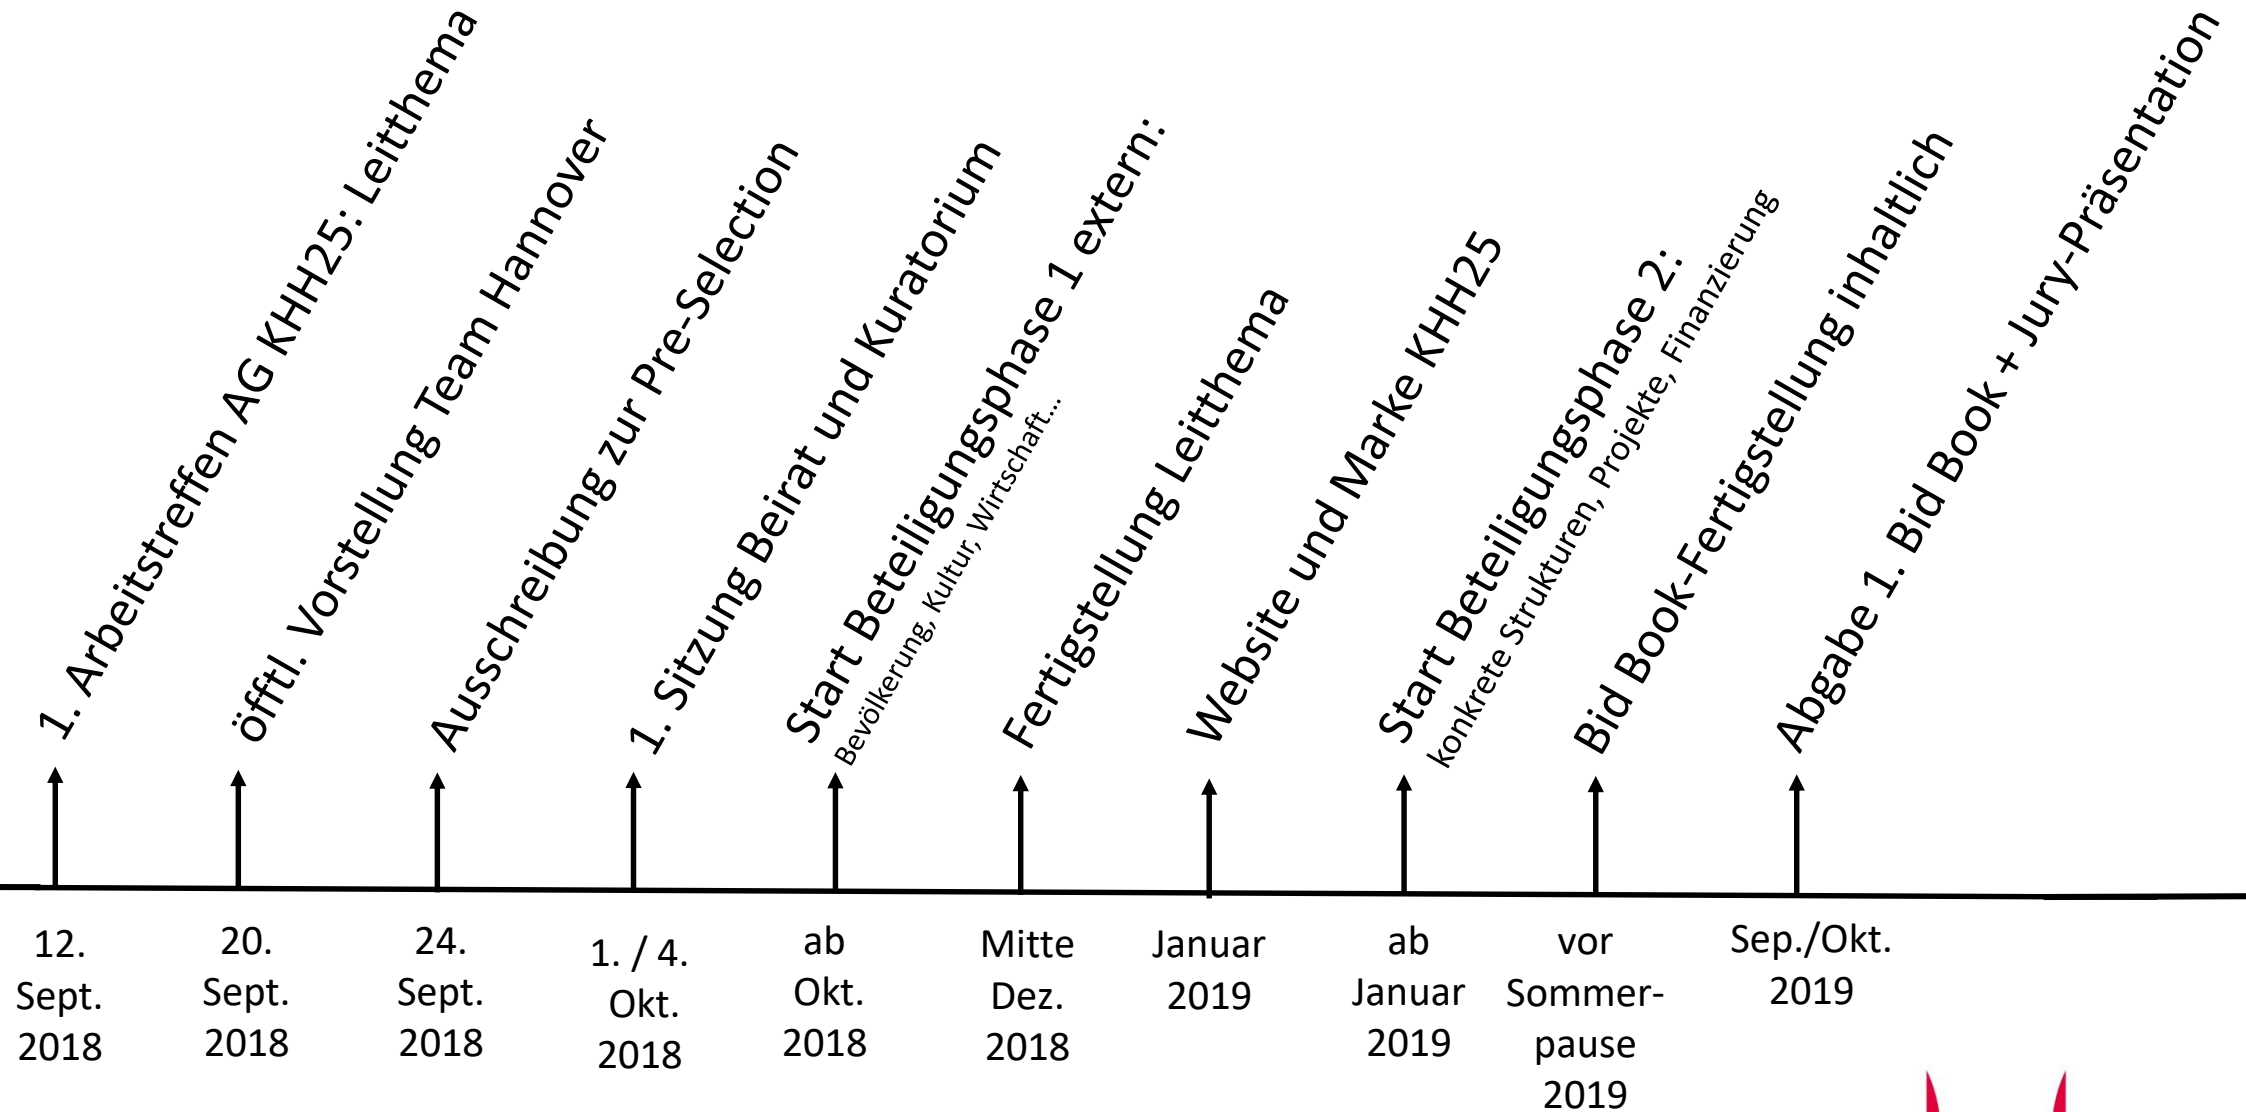 1. Arbeitstreffen AG KHH25: Leitthema
öfftl. Vorstellung Team Hannover
Ausschreibung zur Pre-Selection
1. Sitzung Beirat und Kuratorium
Start Beteiligungsphase 1 extern:
Bevölkerung, Kultur, Wirtschaft...
Fertigstellung Leitthema
Website und Marke KHH25
Start Beteiligungsphase 2:
konkrete Strukturen, Projekte, Finanzierung
Bid Book-Fertigstellung inhaltlich
Abgabe 1. Bid Book + Jury-Präsentation
12.
Sept.
2018
20.
Sept.
2018
24.
Sept.
2018
1. / 4.
Okt.
2018
ab
Okt.
2018
Mitte
Dez.
2018
Januar
2019
ab
Januar
2019
vor
Sommer-
pause
2019
Sep./Okt.
2019